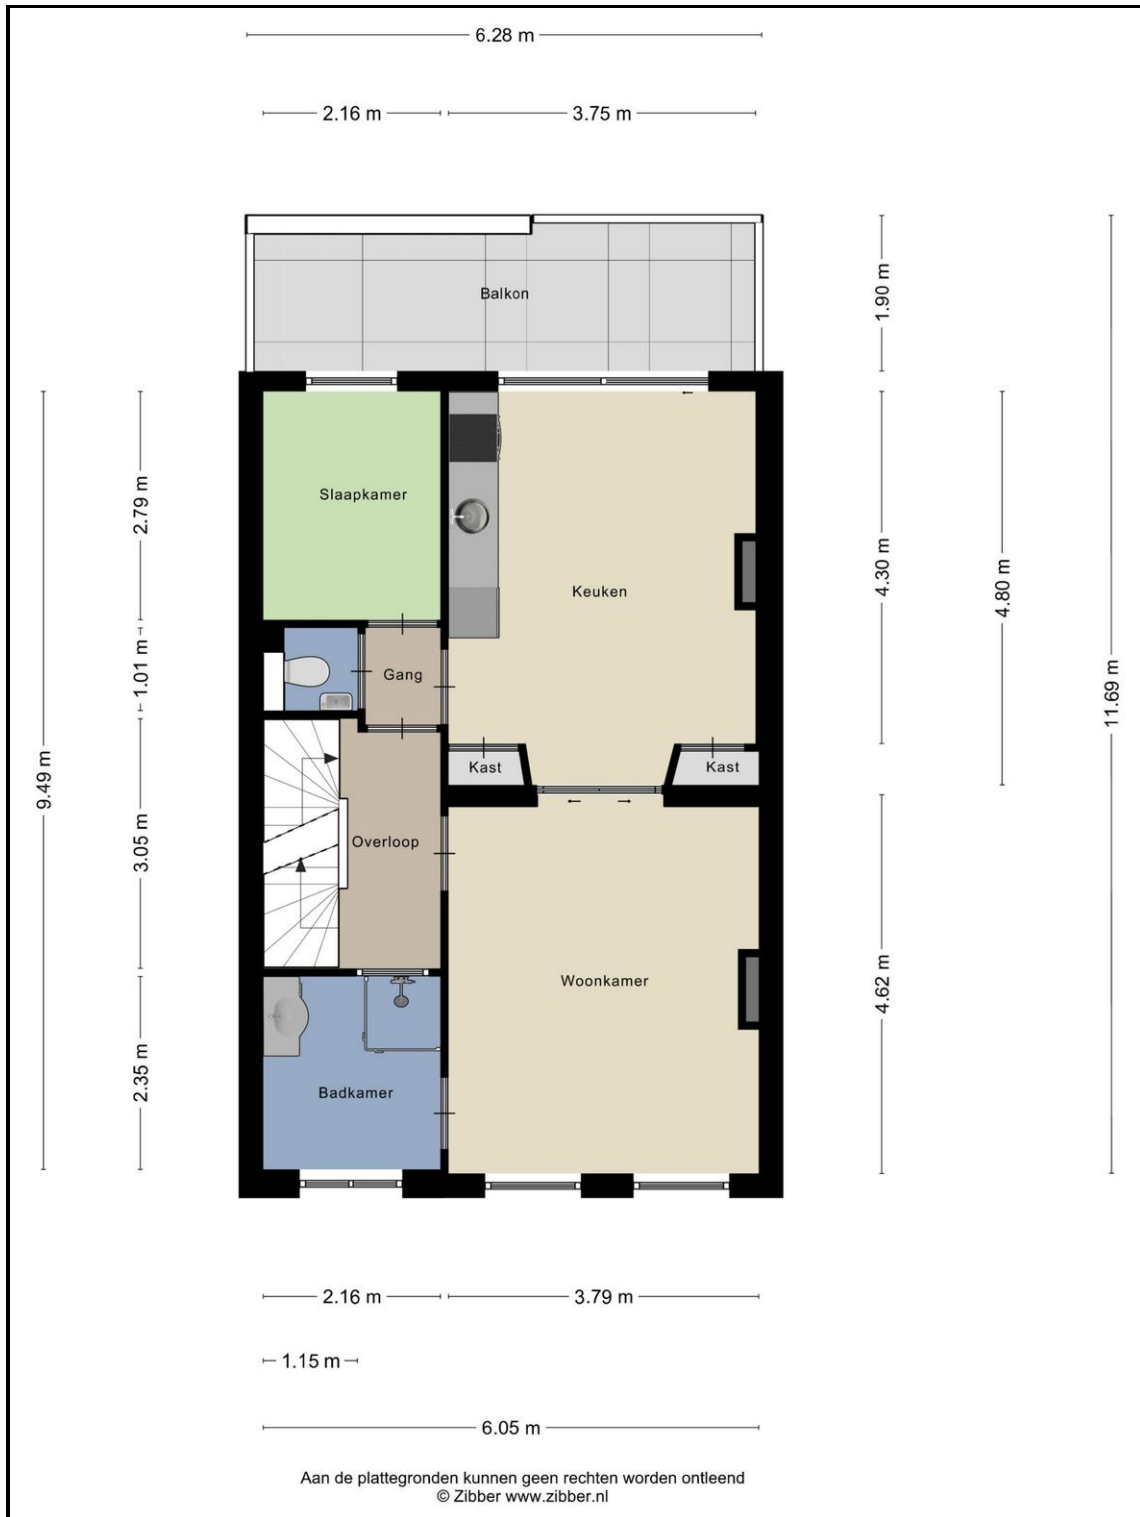 6.28 m
2.16 m
3.75 m
Balkon
1.90 m
Slaapkamer
2.79 m
Keuken
4.30 m
4.80 m
Gang
1.01 m
11.69 m
Kast
Kast
9.49 m
Overloop
3.05 m
Woonkamer
4.62 m
Badkamer
2.35 m
2.16 m
3.79 m
1.15 m
6.05 m
Aan de plattegronden kunnen geen rechten worden ontleend
© Zibber www.zibber.nl